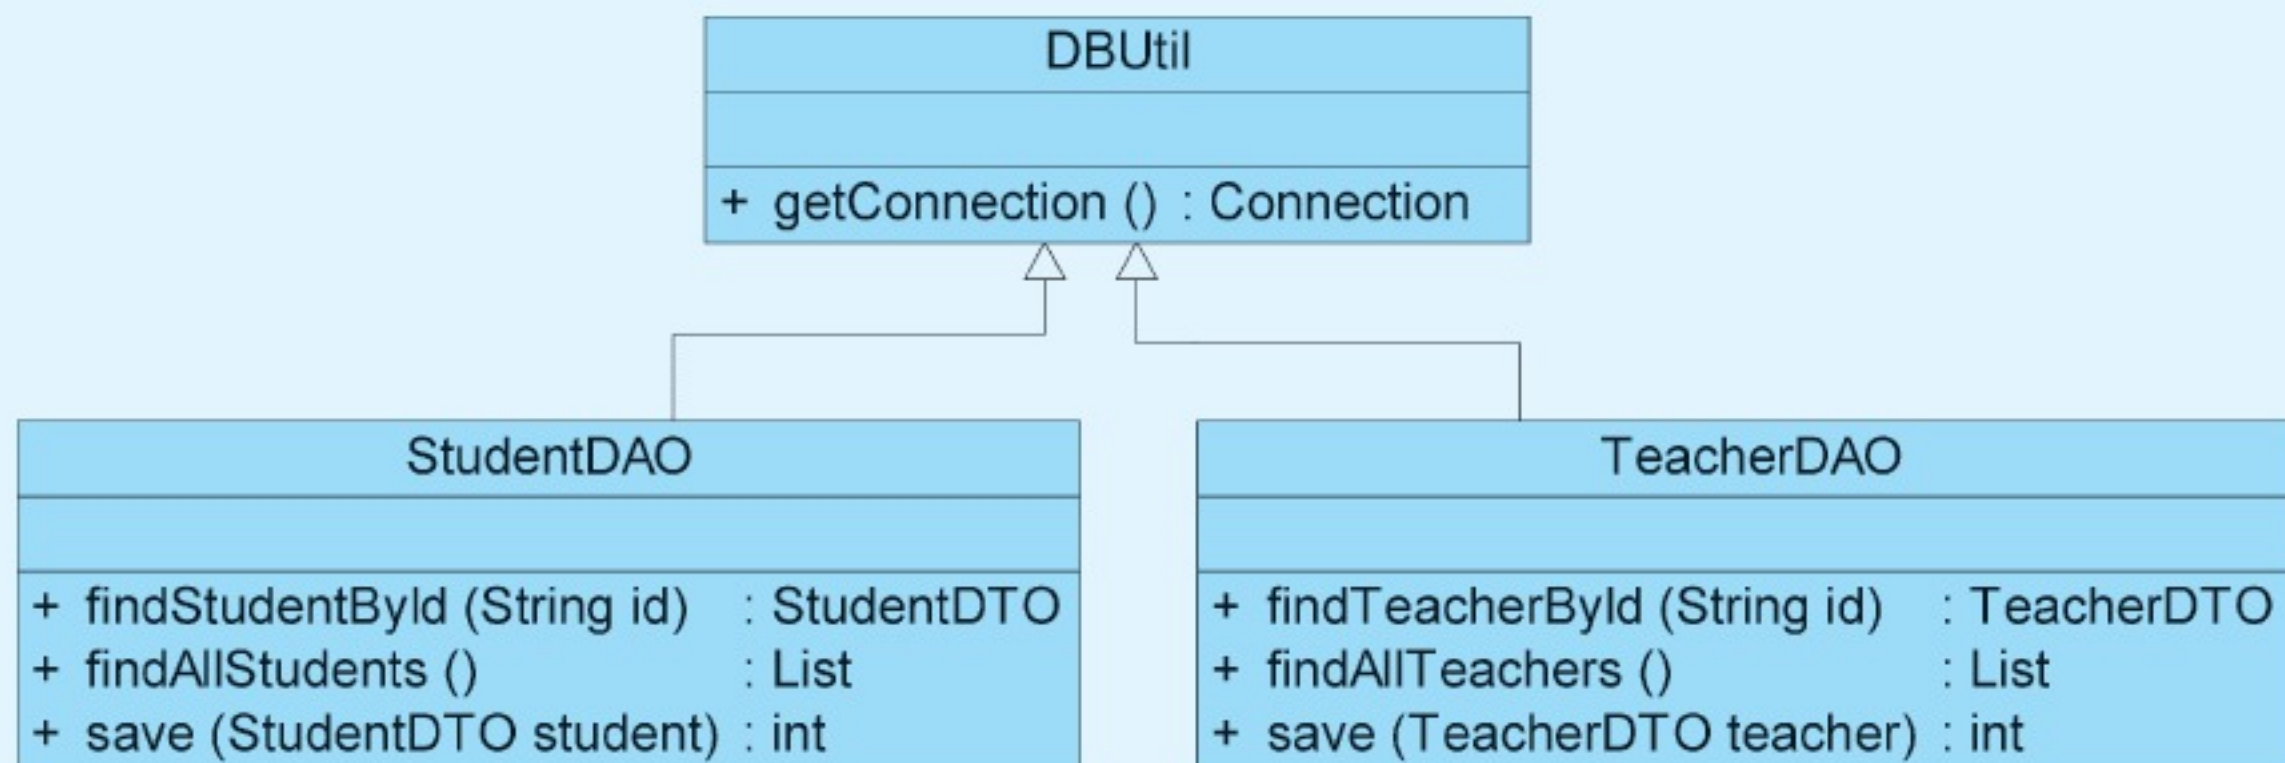 DBUtil
+ getConnection () : Connection
StudentDAO
+ findStudentById (String id) : StudentDTO
+ findAllStudents () : List
+ save (StudentDTO student) : int
TeacherDAO
+ findTeacherById (String id) : TeacherDTO
+ findAllTeachers () : List
+ save (TeacherDTO teacher) : int